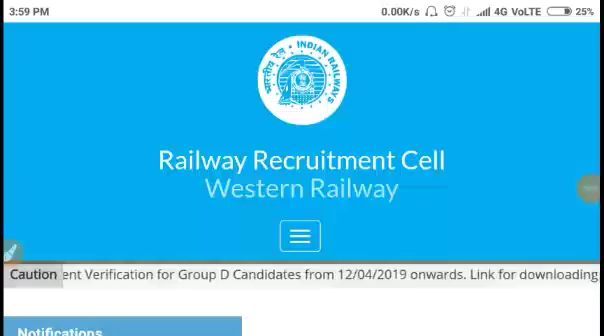 3:59 PM 0.00K/s 4G VoLTE 25%
भारतीय रेल • INDIAN RAILWAYS
Railway Recruitment Cell
Western Railway
Caution ent Verification for Group D Candidates from 12/04/2019 onwards. Link for downloading
Notifications